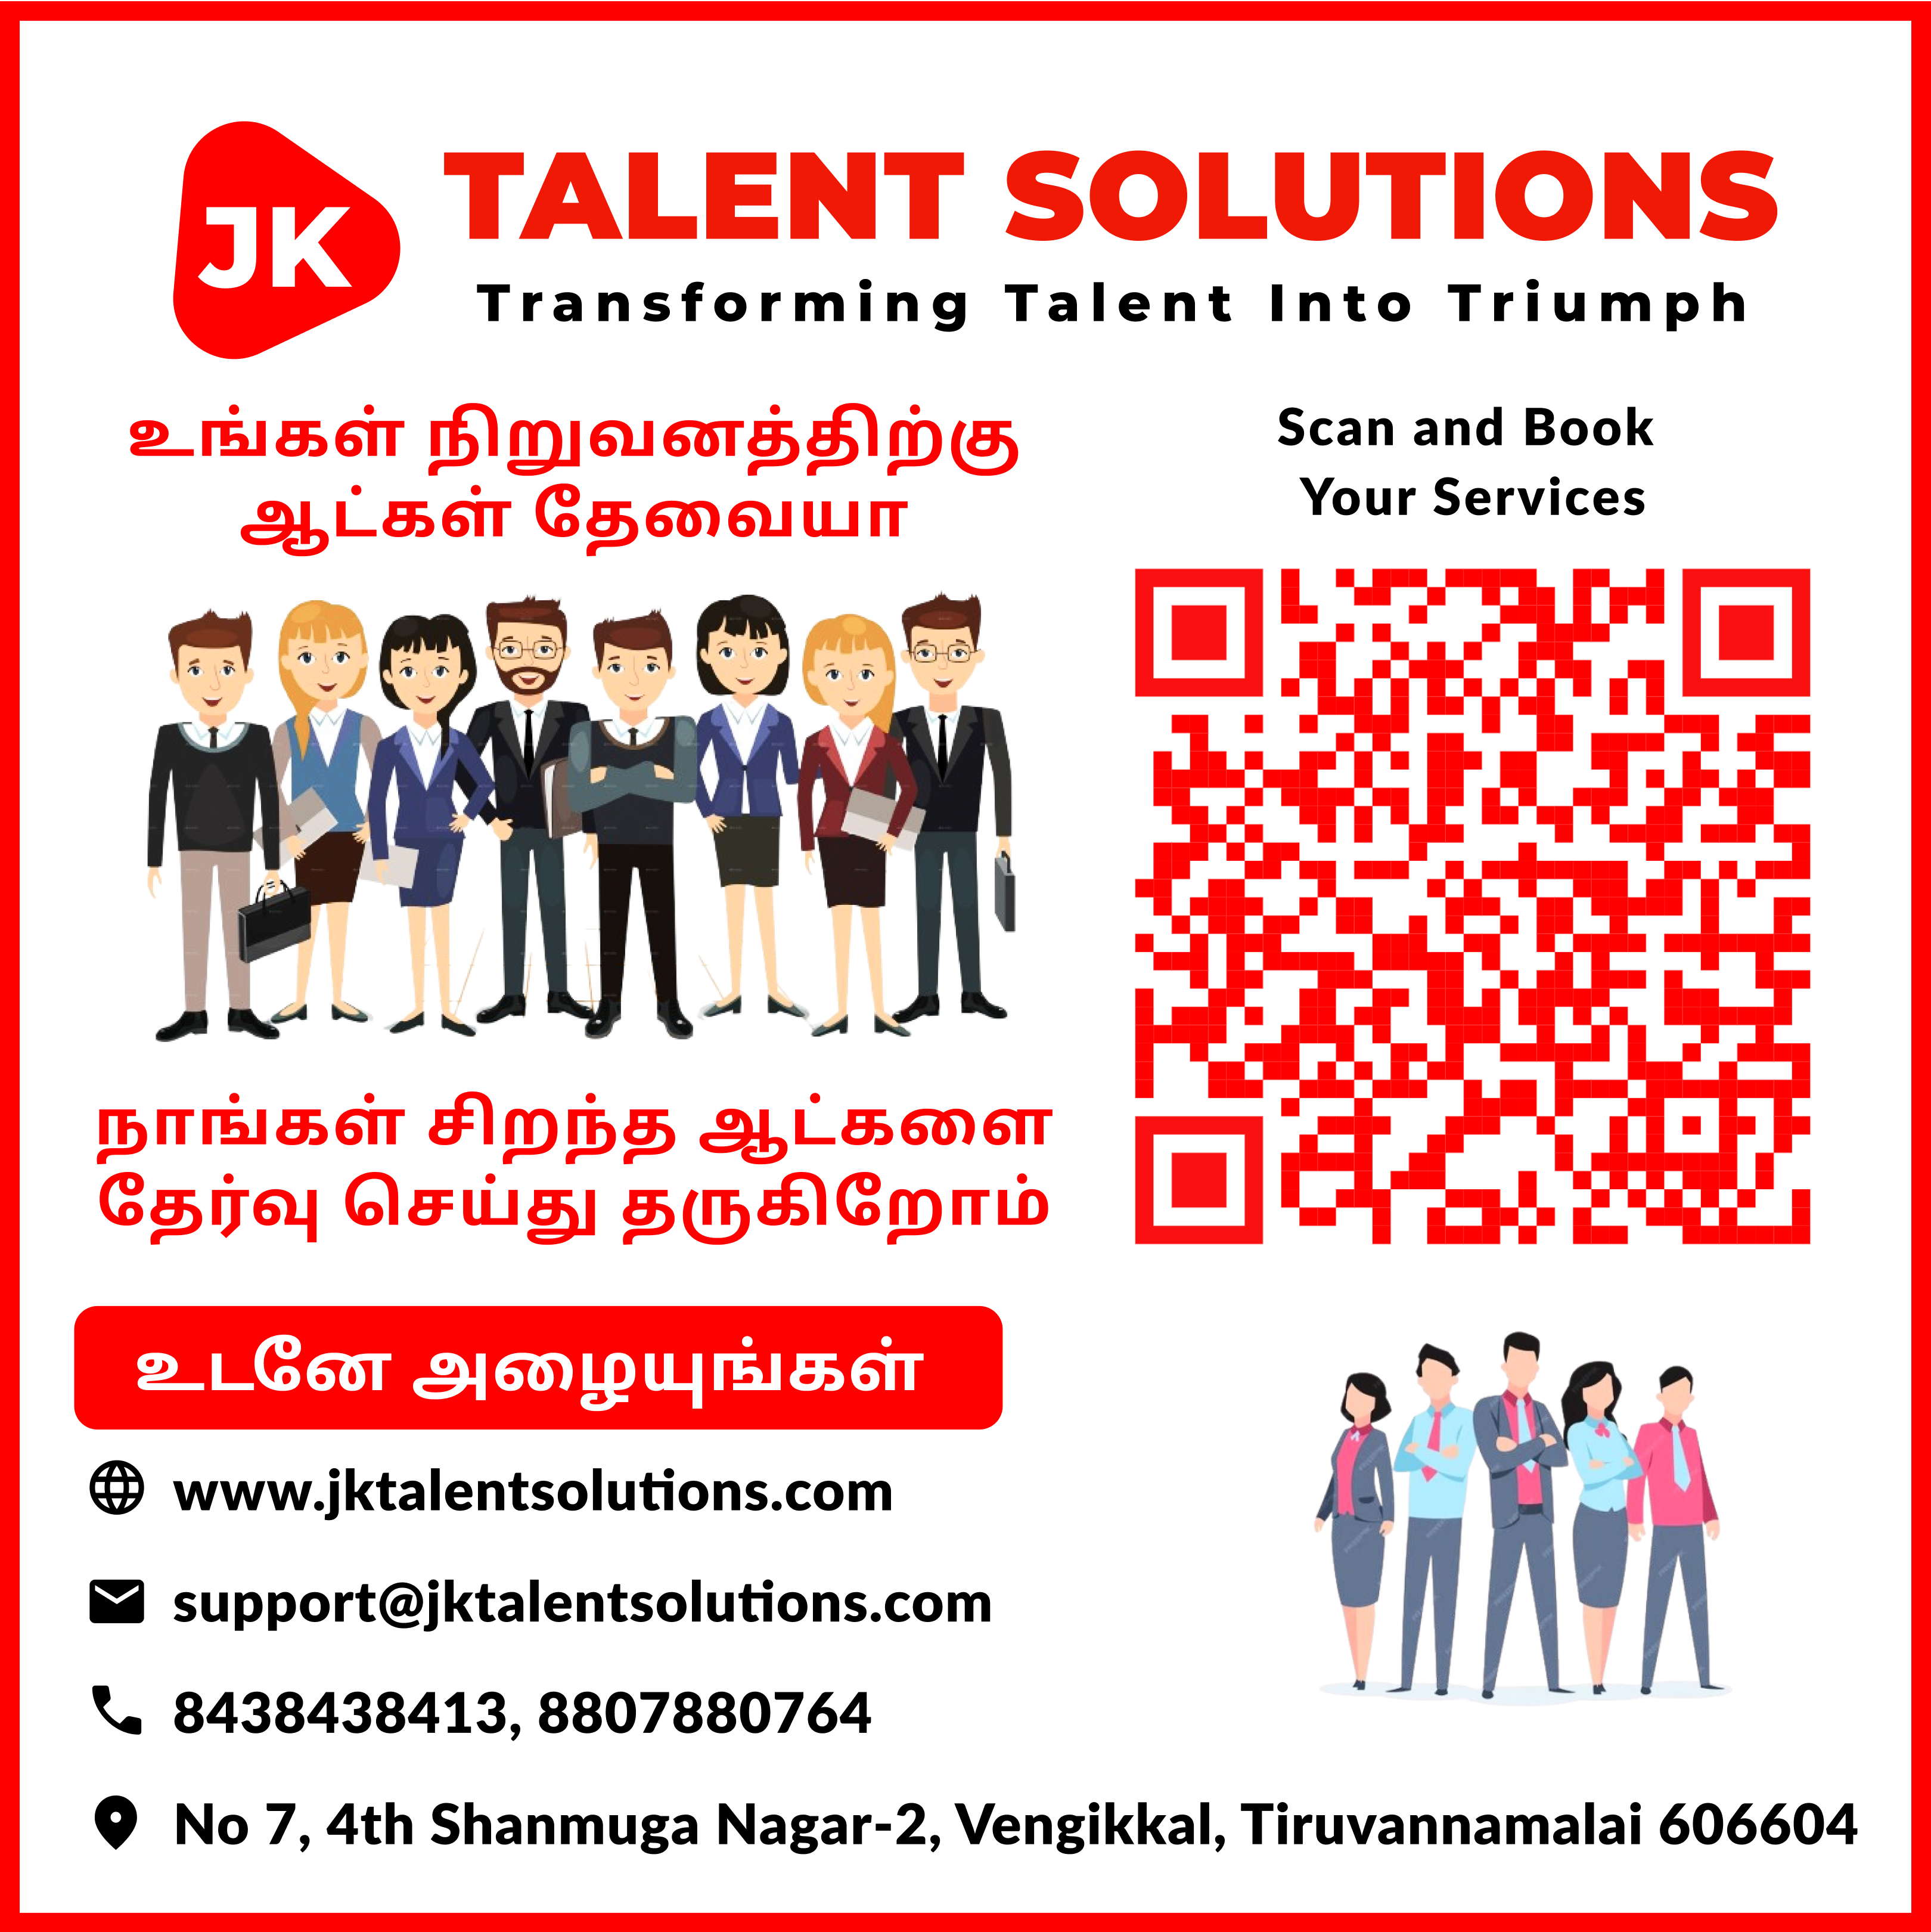 JK
TALENT SOLUTIONS
Transforming Talent Into Triumph
உங்கள் நிறுவனத்திற்கு
ஆட்கள் தேவையா
Scan and Book
Your Services
நாங்கள் சிறந்த ஆட்களை
தேர்வு செய்து தருகிறோம்
உடனே அழையுங்கள்
www.jktalentsolutions.com
support@jktalentsolutions.com
8438438413, 8807880764
No 7, 4th Shanmuga Nagar-2, Vengikkal, Tiruvannamalai 606604